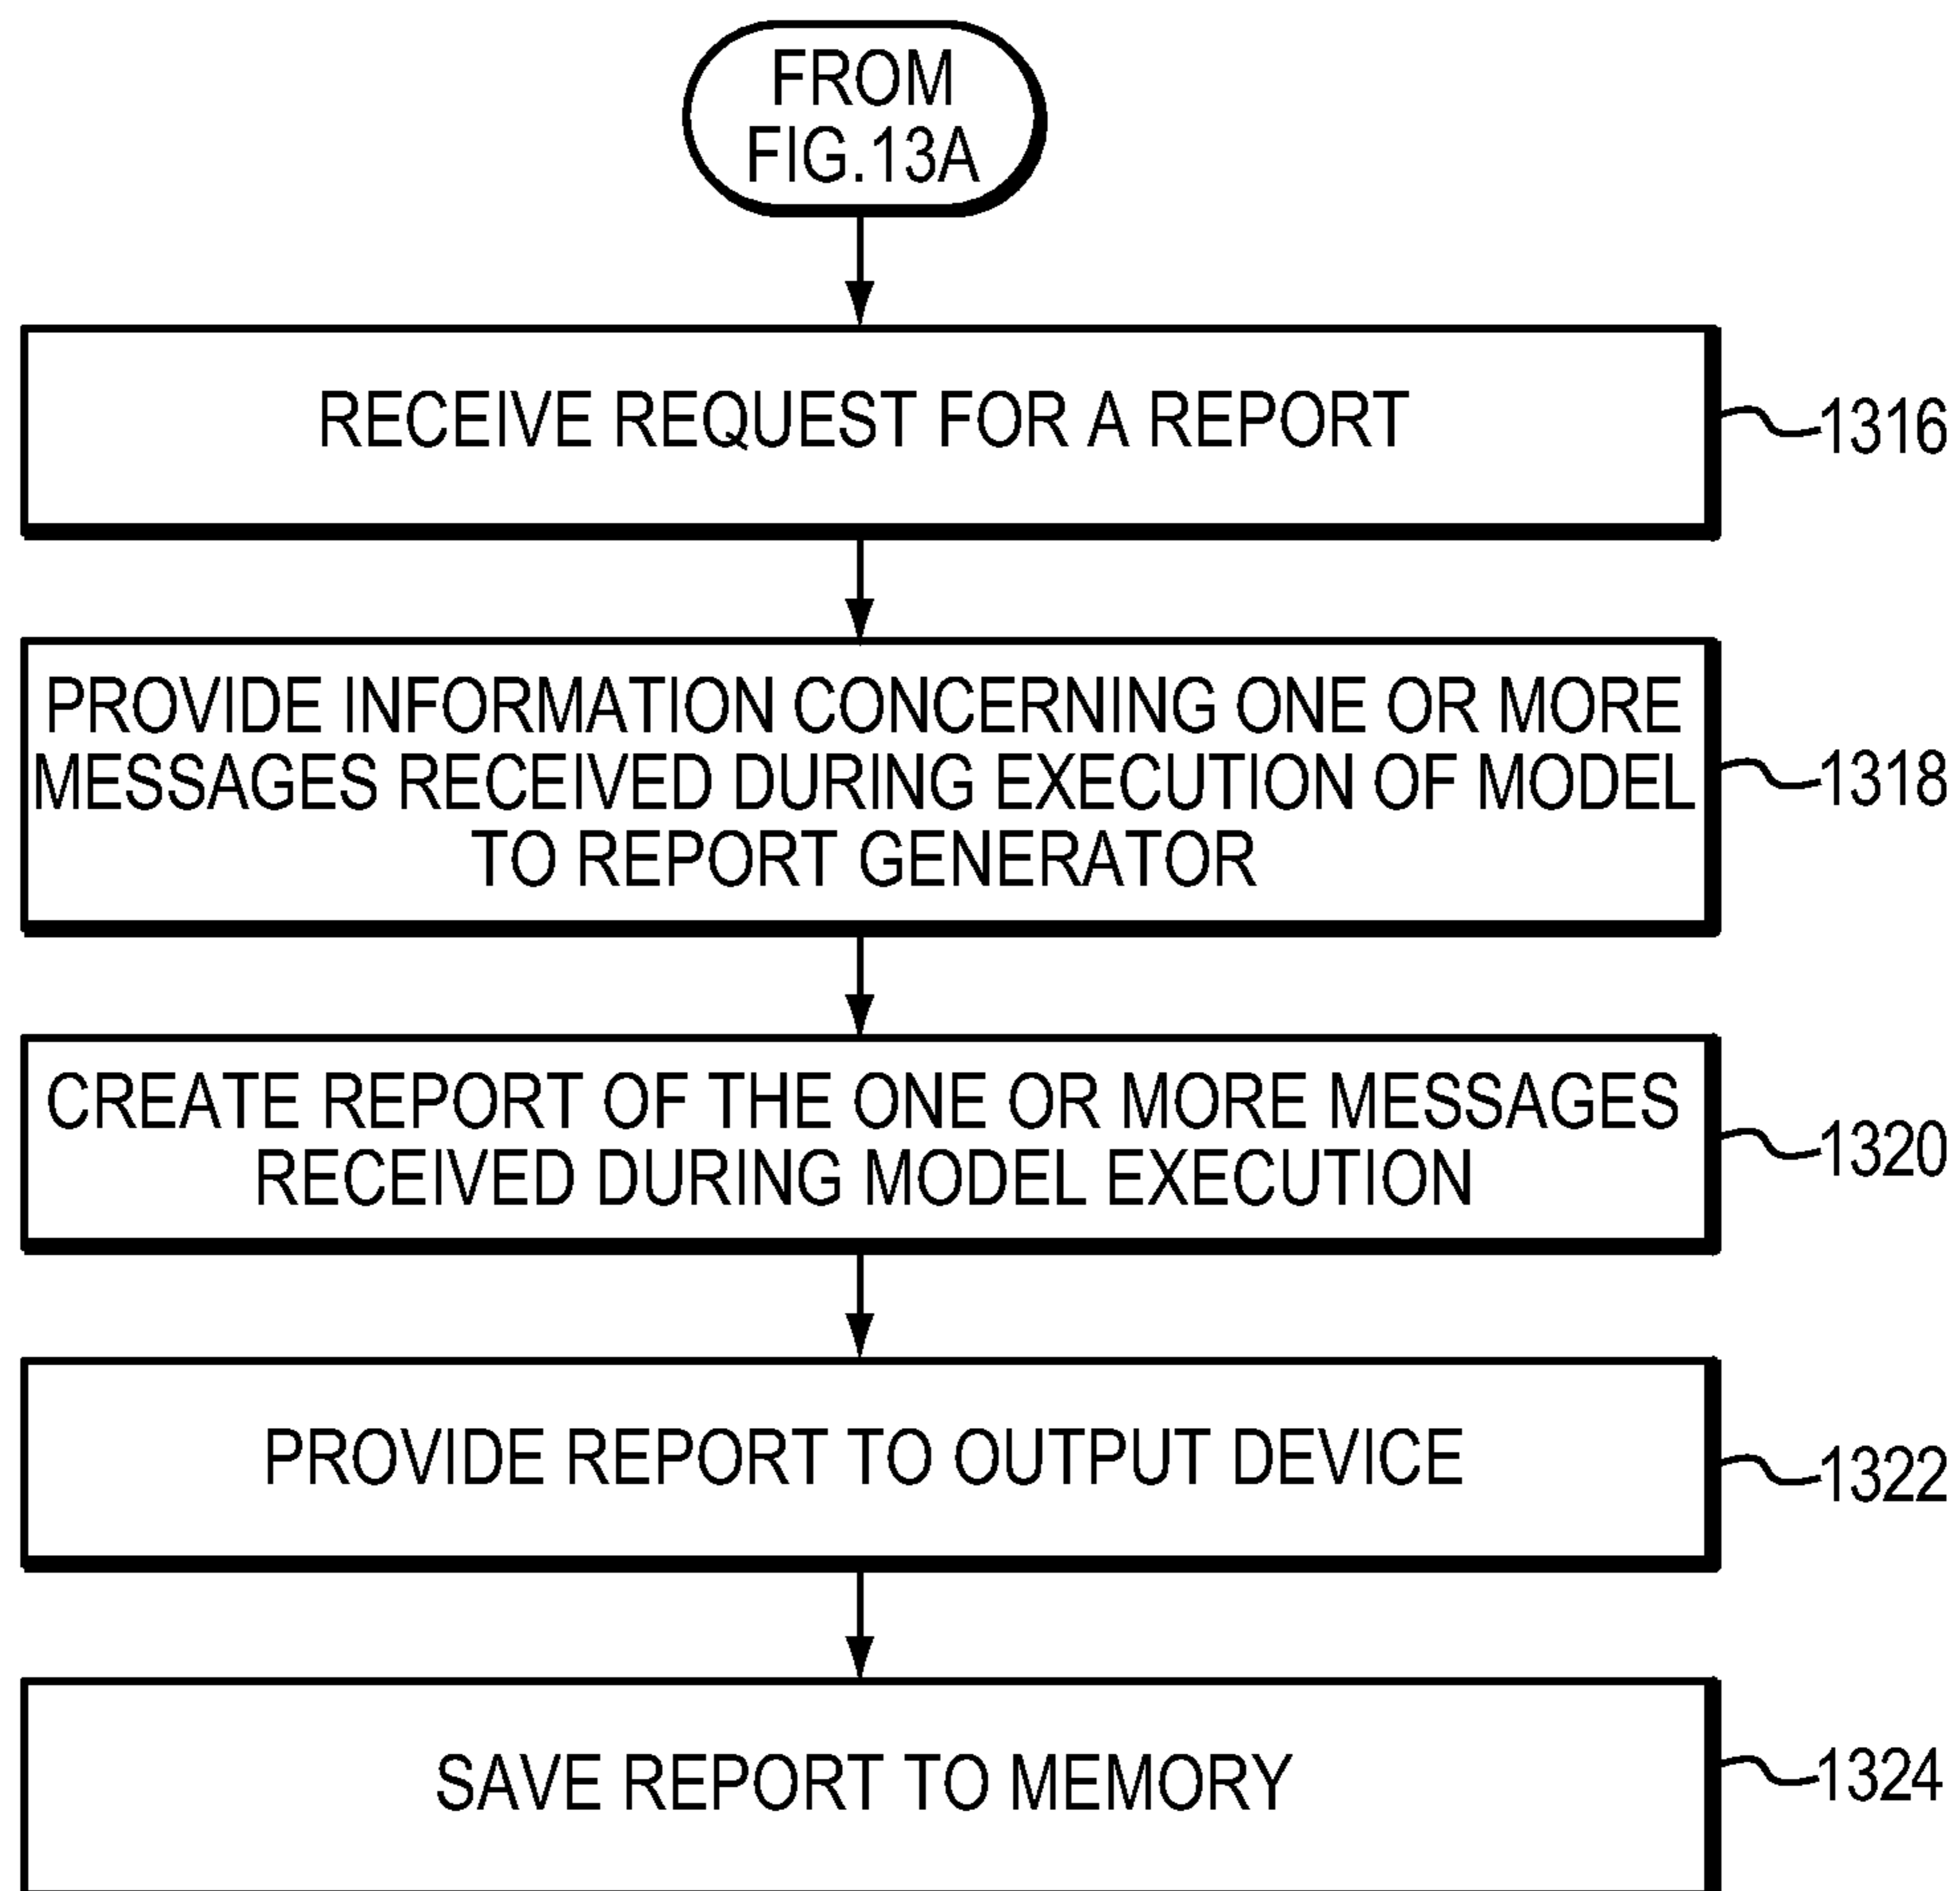 FROM
FIG.13A
RECEIVE REQUEST FOR A REPORT
1316
PROVIDE INFORMATION CONCERNING ONE OR MORE
MESSAGES RECEIVED DURING EXECUTION OF MODEL
TO REPORT GENERATOR
1318
CREATE REPORT OF THE ONE OR MORE MESSAGES
RECEIVED DURING MODEL EXECUTION
1320
PROVIDE REPORT TO OUTPUT DEVICE
1322
SAVE REPORT TO MEMORY
1324